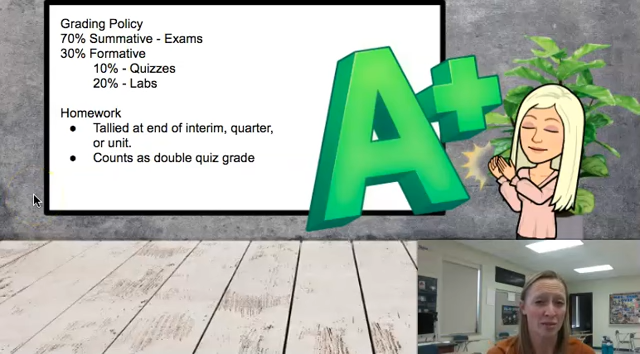 Grading Policy
70% Summative - Exams
30% Formative
10% - Quizzes
20% - Labs
Homework
● Tallied at end of interim, quarter,
or unit.
● Counts as double quiz grade
A+